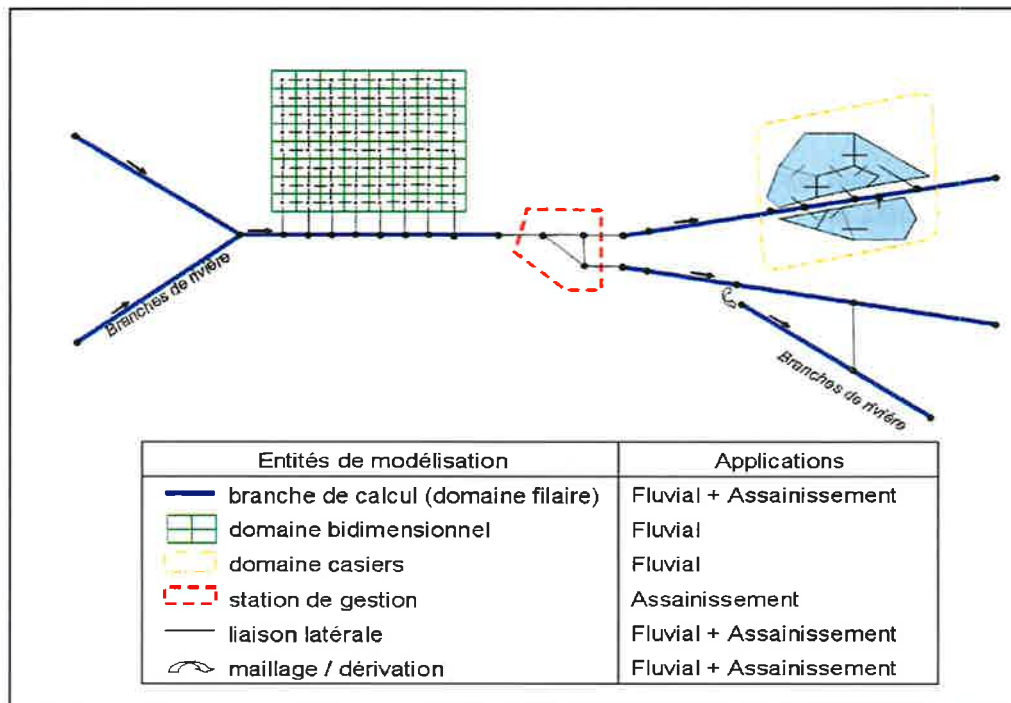 Branches de rivière
Branches de rivière
Entités de modélisation Applications
branche de calcul (domaine filaire) Fluvial + Assainissement
domaine bidimensionnel Fluvial
domaine casiers Fluvial
station de gestion Assainissement
liaison latérale Fluvial + Assainissement
maillage / dérivation Fluvial + Assainissement